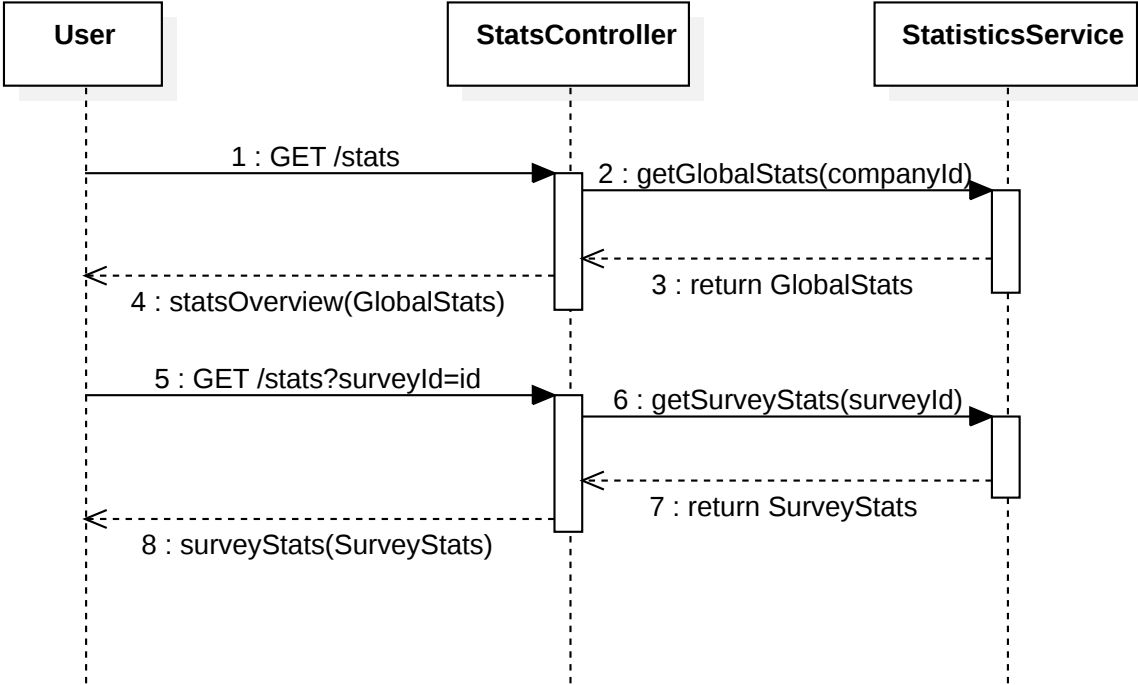 User
StatsController
StatisticsService
1 : GET /stats
2 : getGlobalStats(companyId)
3 : return GlobalStats
4 : statsOverview(GlobalStats)
5 : GET /stats?surveyId=id
6 : getSurveyStats(surveyId)
7 : return SurveyStats
8 : surveyStats(SurveyStats)